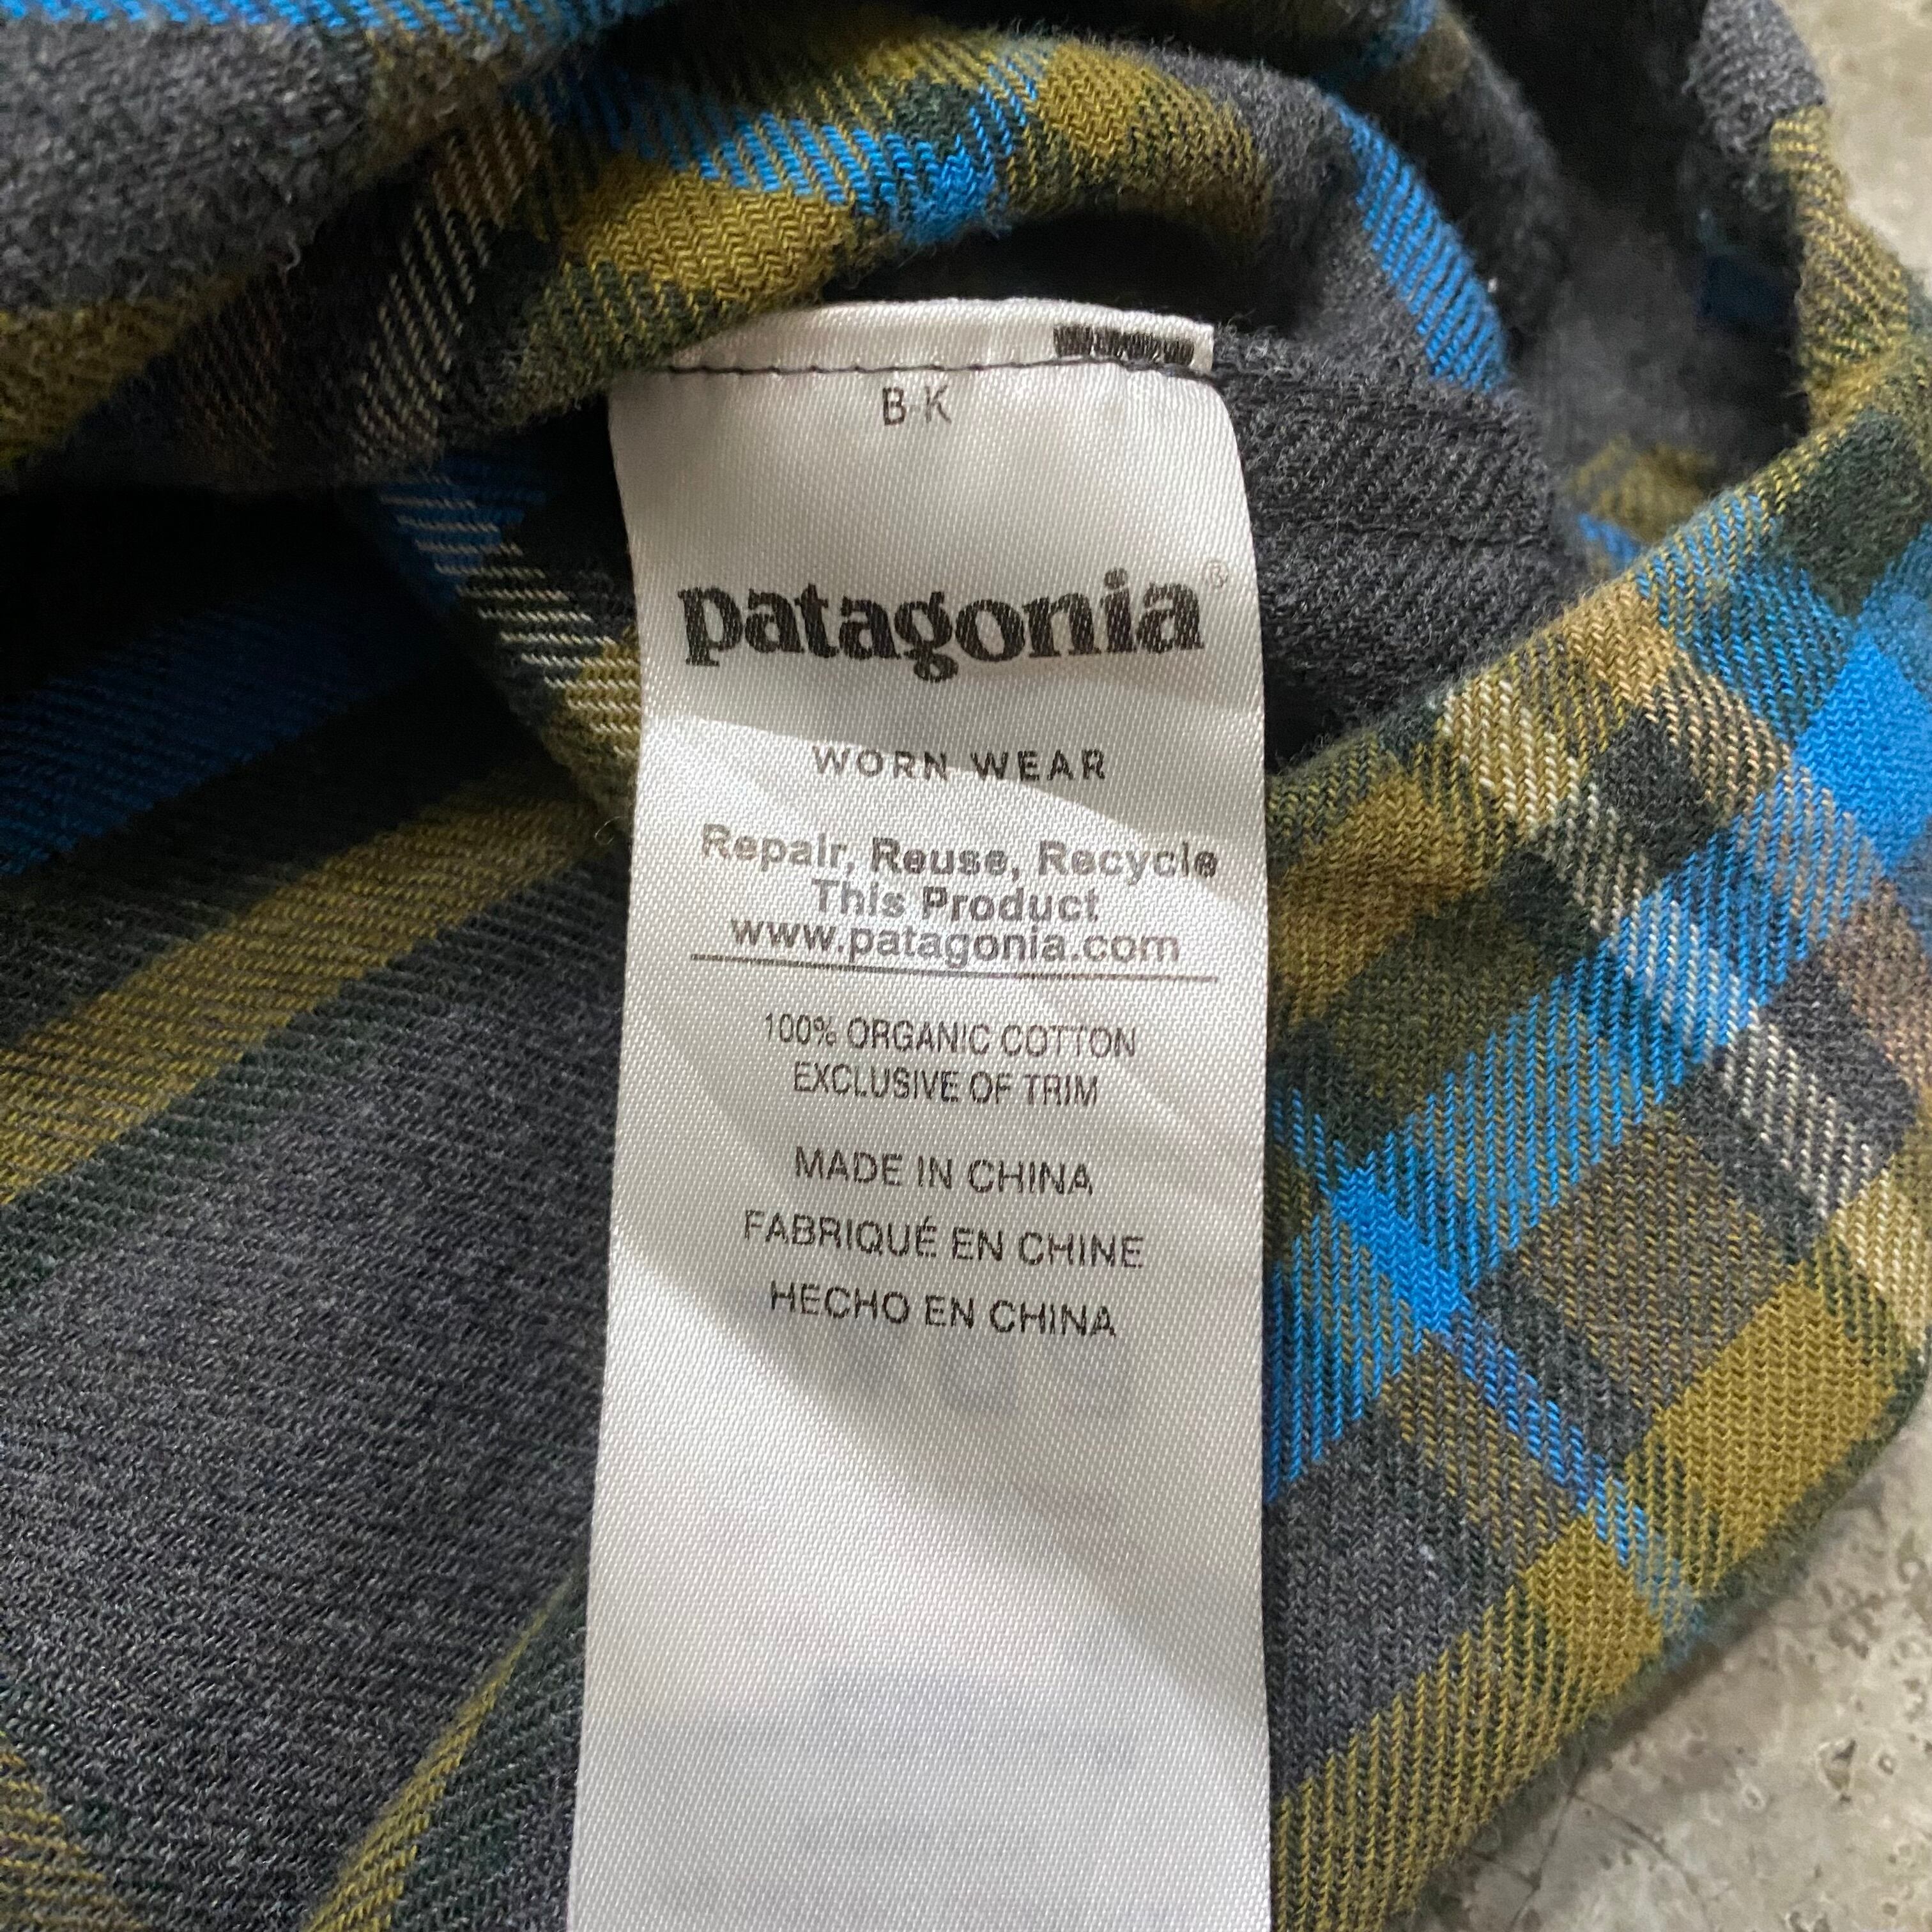 B K
patagonia®
WORN WEAR
Repair, Reuse, Recycle
This Product
www.patagonia.com
100% ORGANIC COTTON
EXCLUSIVE OF TRIM
MADE IN CHINA
FABRIQUÉ EN CHINE
HECHO EN CHINA